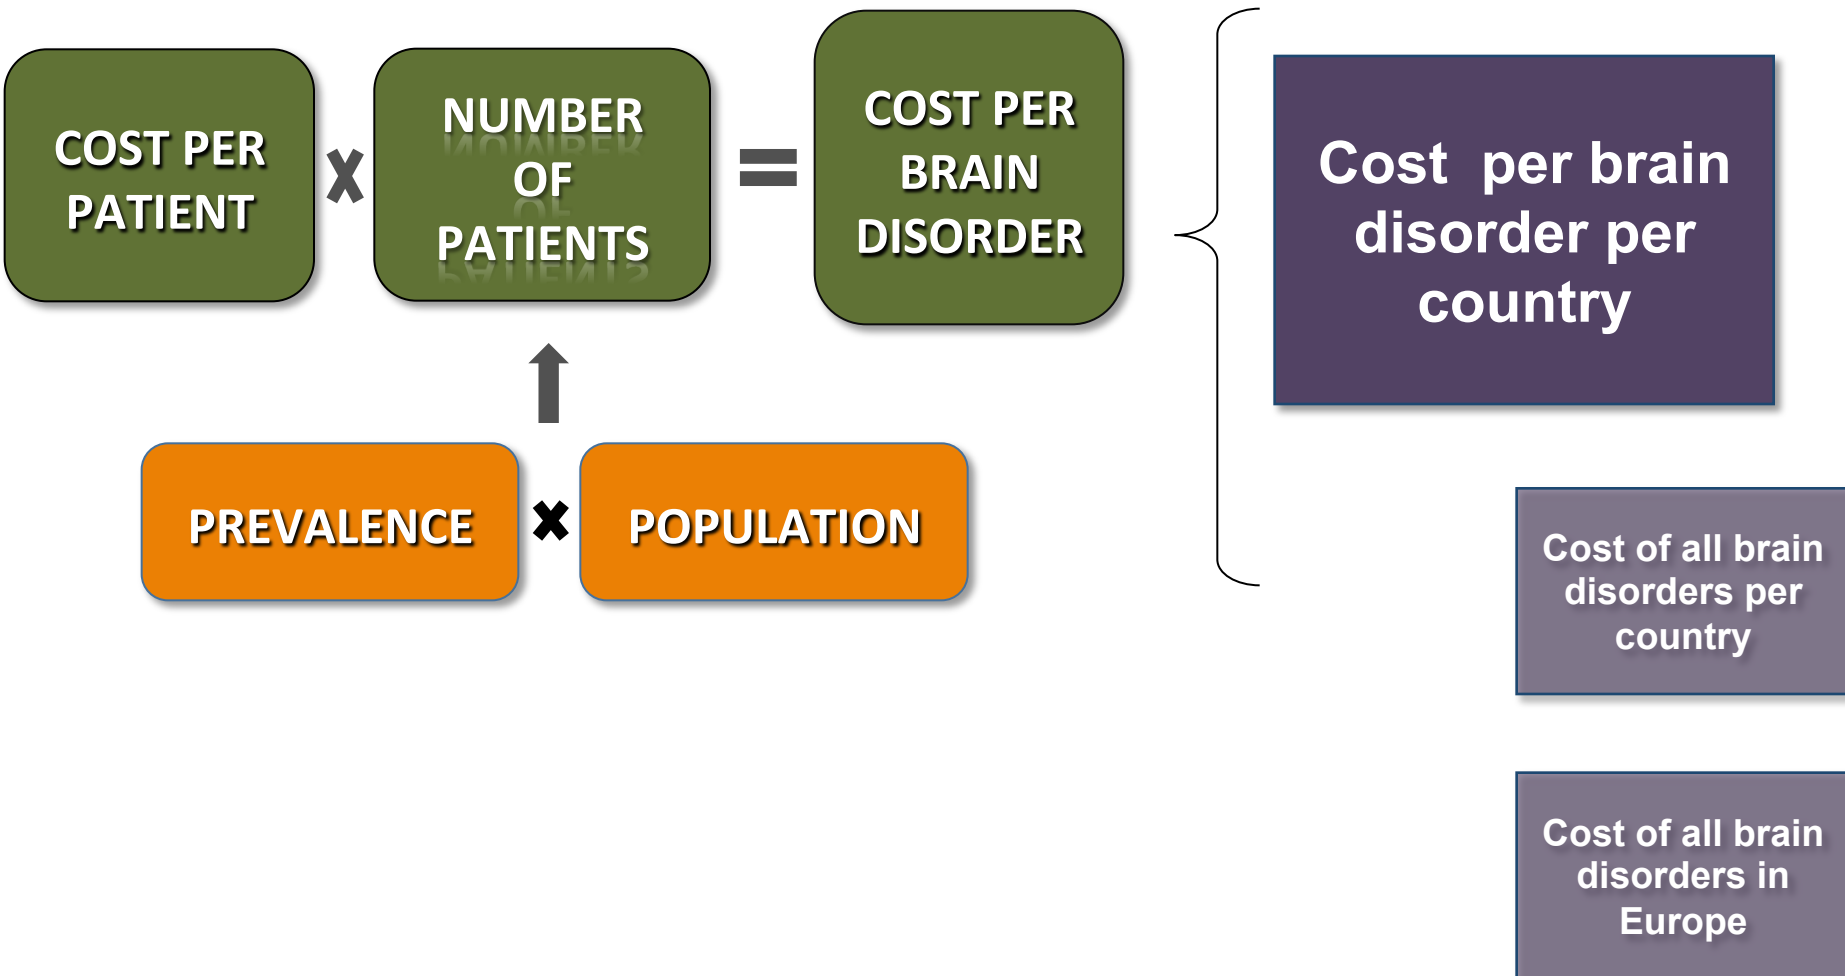 COST PER
PATIENT
NUMBER
OF
PATIENTS
=
COST PER
BRAIN
DISORDER
PREVALENCE
POPULATION
Cost per brain
disorder per
country
Cost of all brain
disorders per
country
Cost of all brain
disorders in
Europe